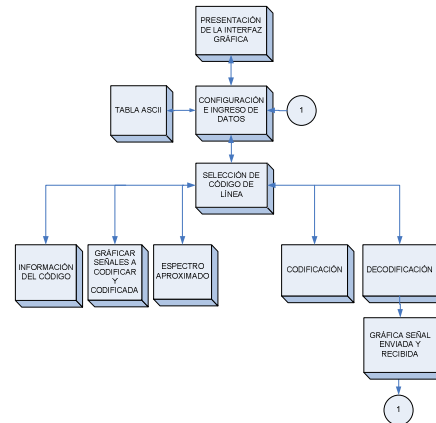 PRESENTACIÓN
DE LA INTERFAZ
GRÁFICA
TABLA ASCII
CONFIGURACIÓN
E INGRESO DE
DATOS
1
SELECCIÓN DE
CÓDIGO DE
LÍNEA
INFORMACIÓN
DEL CÓDIGO
GRÁFICAR
SEÑALES A
CODIFICAR
Y
CODIFICADA
ESPECTRO
APROXIMADO
CODIFICACIÓN
DECODIFICACIÓN
GRÁFICA SEÑAL
ENVIADA Y
RECIBIDA
1